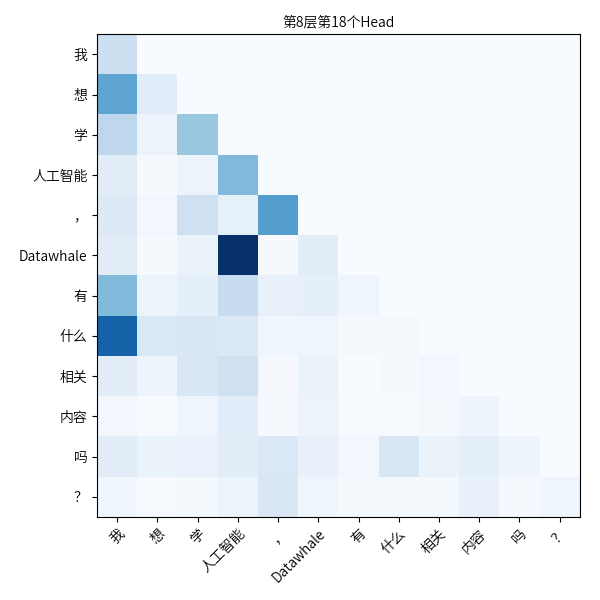 第8层第18个Head
我
想
学
人工智能
，
Datawhale
有
什么
相关
内容
吗
？
我
想
学
人工智能
，
Datawhale
有
什么
相关
内容
吗
？